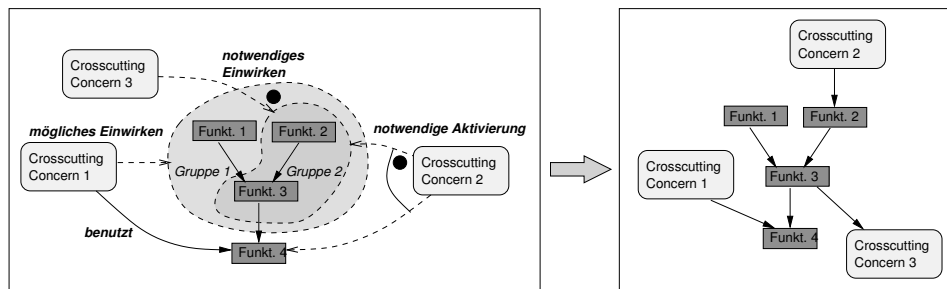 notwendiges
Einwirken
Crosscutting
Concern 3
mögliches Einwirken
Funkt. 1
Funkt. 2
notwendige Aktivierung
Crosscutting
Concern 1
Gruppe 1
Gruppe 2
Crosscutting
Concern 2
Funkt. 3
benutzt
Funkt. 4
Crosscutting
Concern 2
Funkt. 1
Funkt. 2
Crosscutting
Concern 1
Funkt. 3
Funkt. 4
Crosscutting
Concern 3